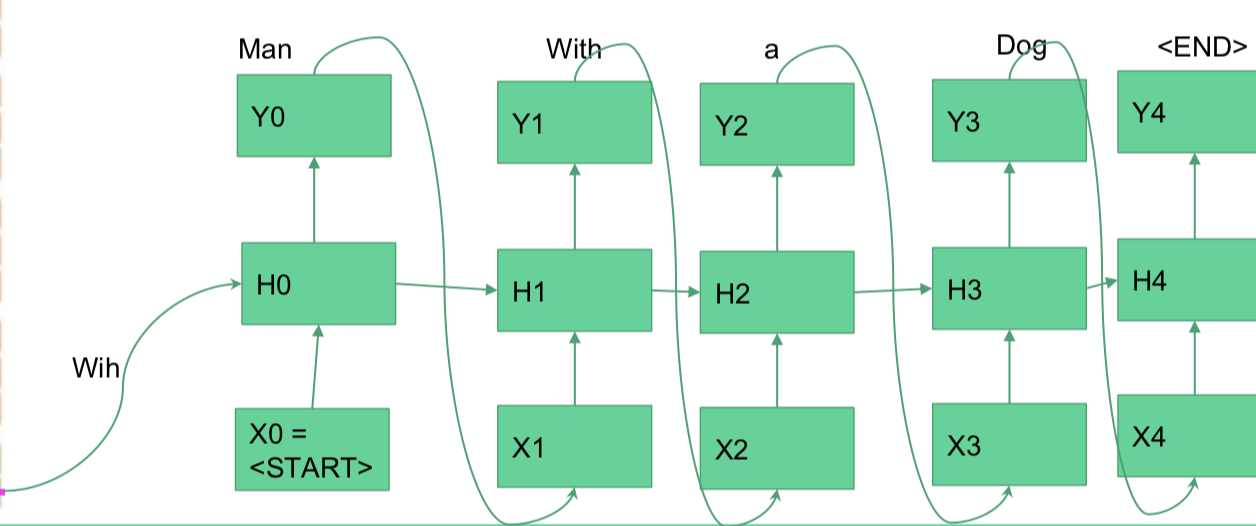 Man
With
a
Dog
<END>
Y0
Y1
Y2
Y3
Y4
H0
H1
H2
H3
H4
Wih
X0 =
<START>
X1
X2
X3
X4